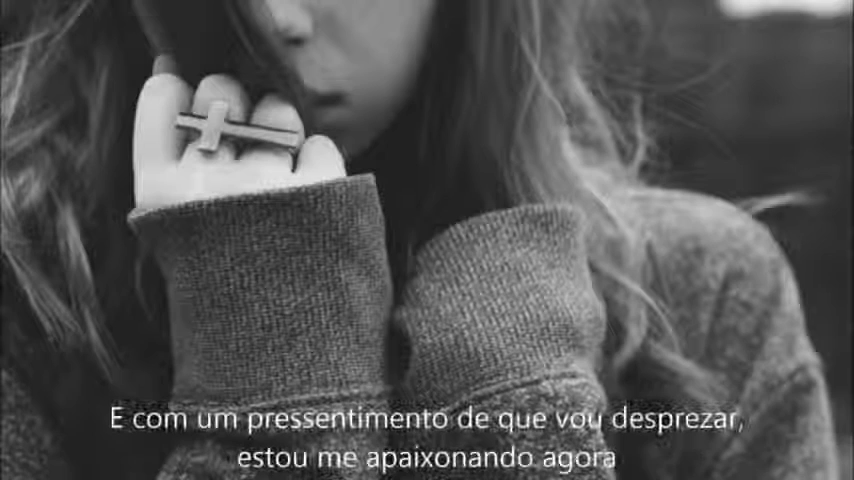 E com um pressentimento de que vou desprezar,
estou me apaixonando agora